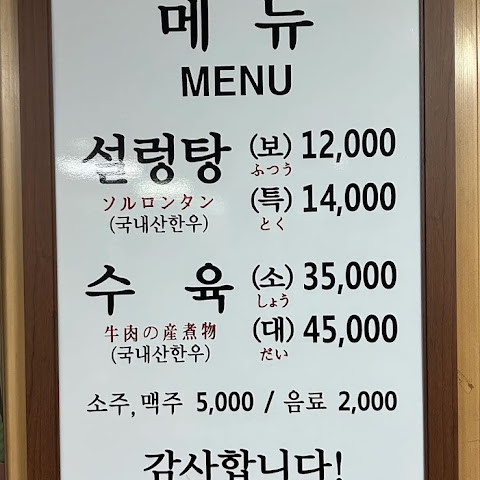 메 뉴
MENU
설렁탕 (보) 12,000
ふつう
(특) 14,000
ソルロンタン
とく
(국내산한우)
수 육 (소) 35,000
しょう
牛肉の産煮物 (대) 45,000
(국내산한우) だい
소주, 맥주 5,000 / 음료 2,000
감사합니다!